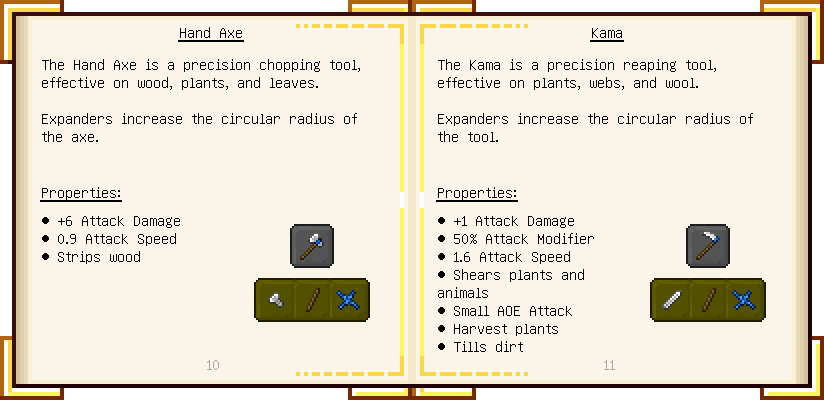 Hand Axe
The Hand Axe is a precision chopping tool,
effective on wood, plants, and leaves.
Expanders increase the circular radius of
the axe.
Properties:
● +6 Attack Damage
● 0.9 Attack Speed
● Strips wood
10
Kama
The Kama is a precision reaping tool,
effective on plants, webs, and wool.
Expanders increase the circular radius of
the tool.
Properties:
● +1 Attack Damage
● 50% Attack Modifier
● 1.6 Attack Speed
● Shears plants and
animals
● Small AOE Attack
● Harvest plants
● Tills dirt
11